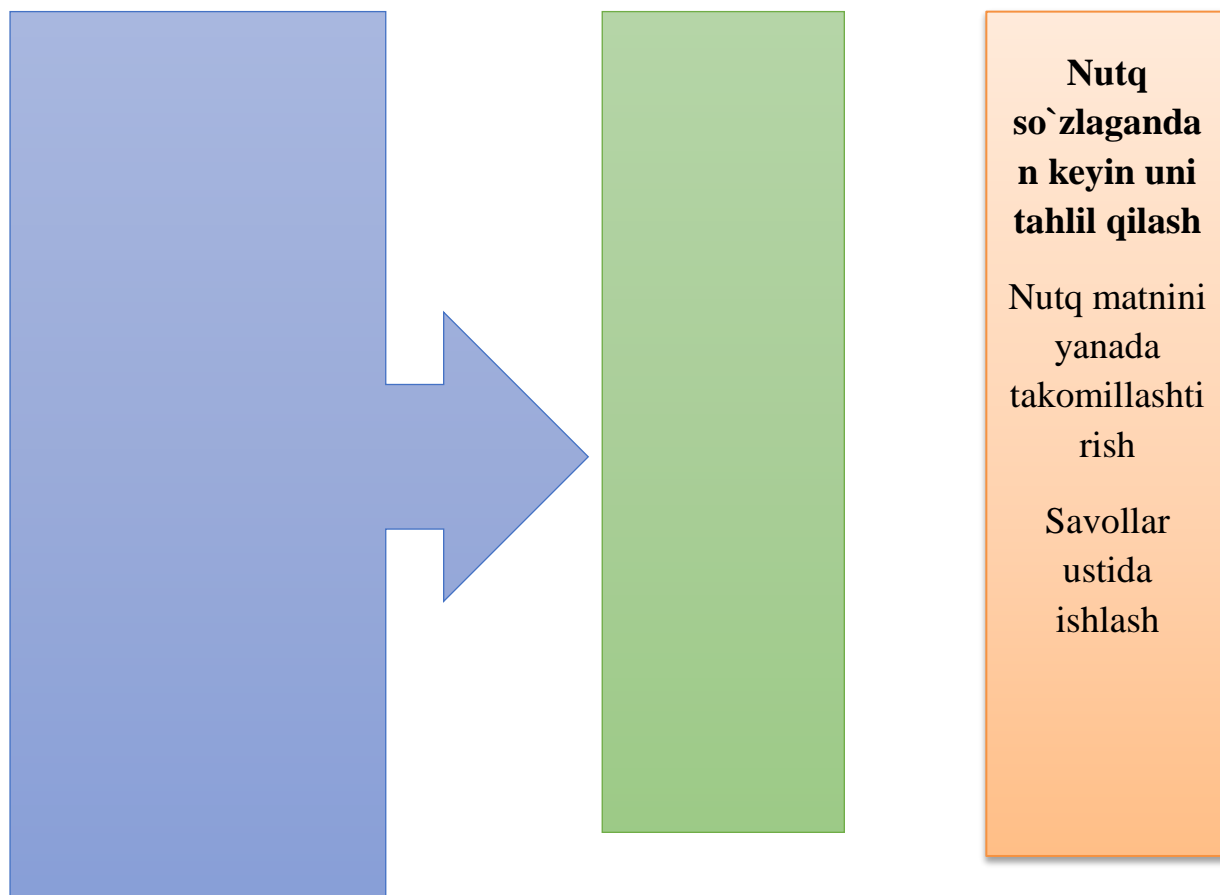 Nutq
so`zlaganda
n keyin uni
tahlil qilash
Nutq matnini
yanada
takomillashti
rish
Savollar
ustida
ishlash